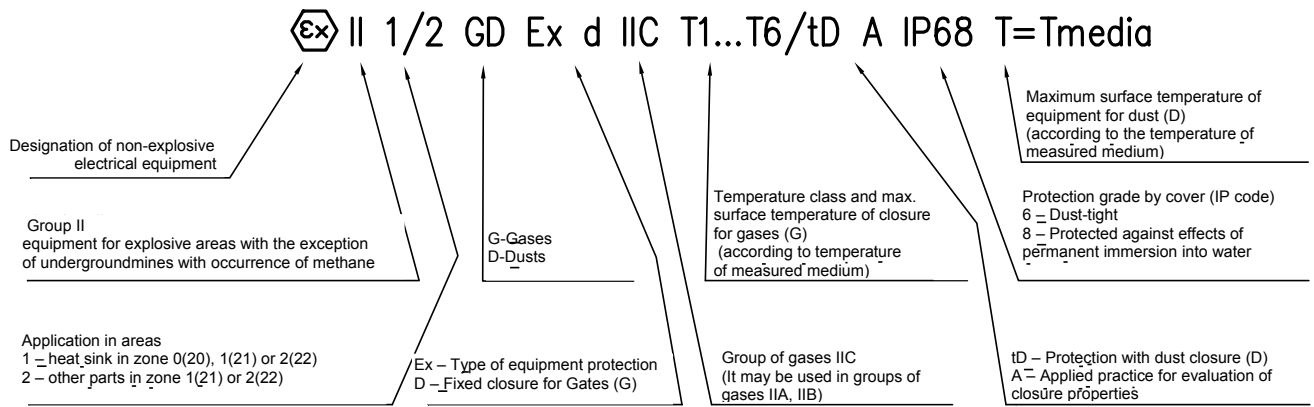 εx II 1/2 GD Ex d IIC T1...T6/tD A IP68 T=Tmedia
Designation of non-explosive
electrical equipment
Group II
equipment for explosive areas with the exception
of undergroundmines with occurrence of methane
Application in areas
1 – heat sink in zone 0(20), 1(21) or 2(22)
2 – other parts in zone 1(21) or 2(22)
G-Gases
D-Dusts
Ex – Type of equipment protection
D – Fixed closure for Gates (G)
Temperature class and max.
surface temperature of closure
for gases (G)
(according to temperature
of measured medium)
Group of gases IIC
(It may be used in groups of
gases IIA, IIB)
Maximum surface temperature of
equipment for dust (D)
(according to the temperature of
measured medium)
Protection grade by cover (IP code)
6 – Dust-tight
8 – Protected against effects of
permanent immersion into water
tD – Protection with dust closure (D)
A – Applied practice for evaluation of
closure properties